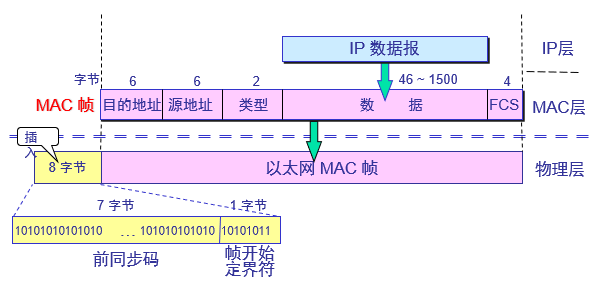 IP 数据报
IP层
字节
6
6
2
46 ~ 1500
4
MAC 帧
目的地址
源地址
类型
数 据
FCS
MAC层
插
入
8 字节
以太网 MAC 帧
物理层
7 字节
1 字节
10101010101010 … 101010101010
10101011
前同步码
帧开始
定界符